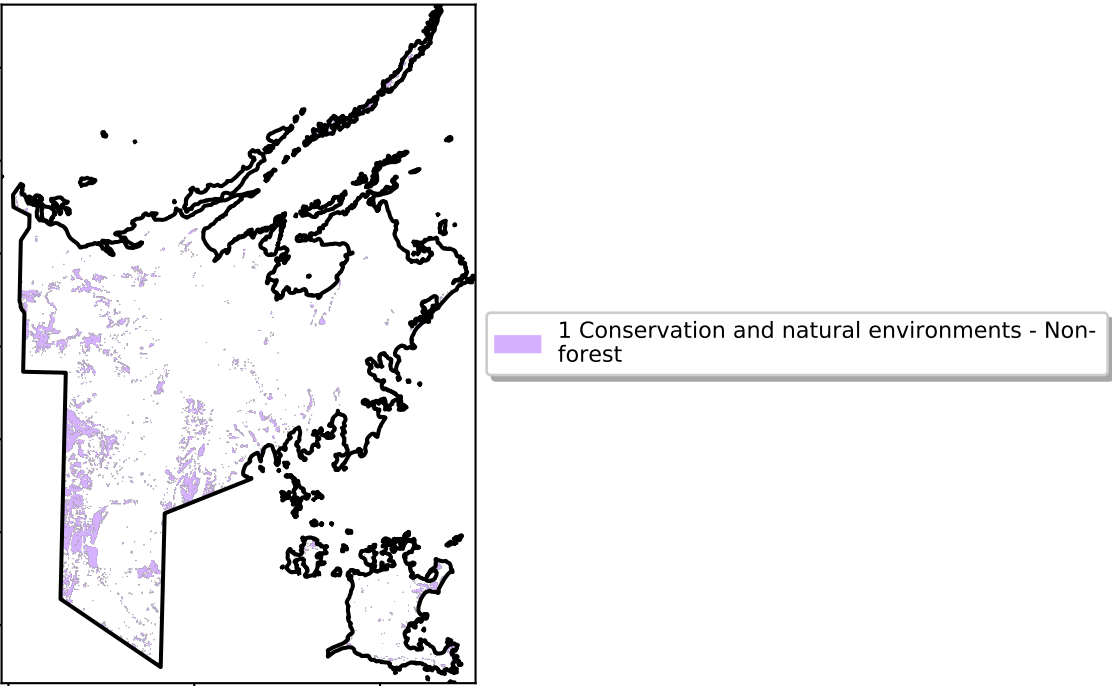 1 Conservation and natural environments - Non-
forest